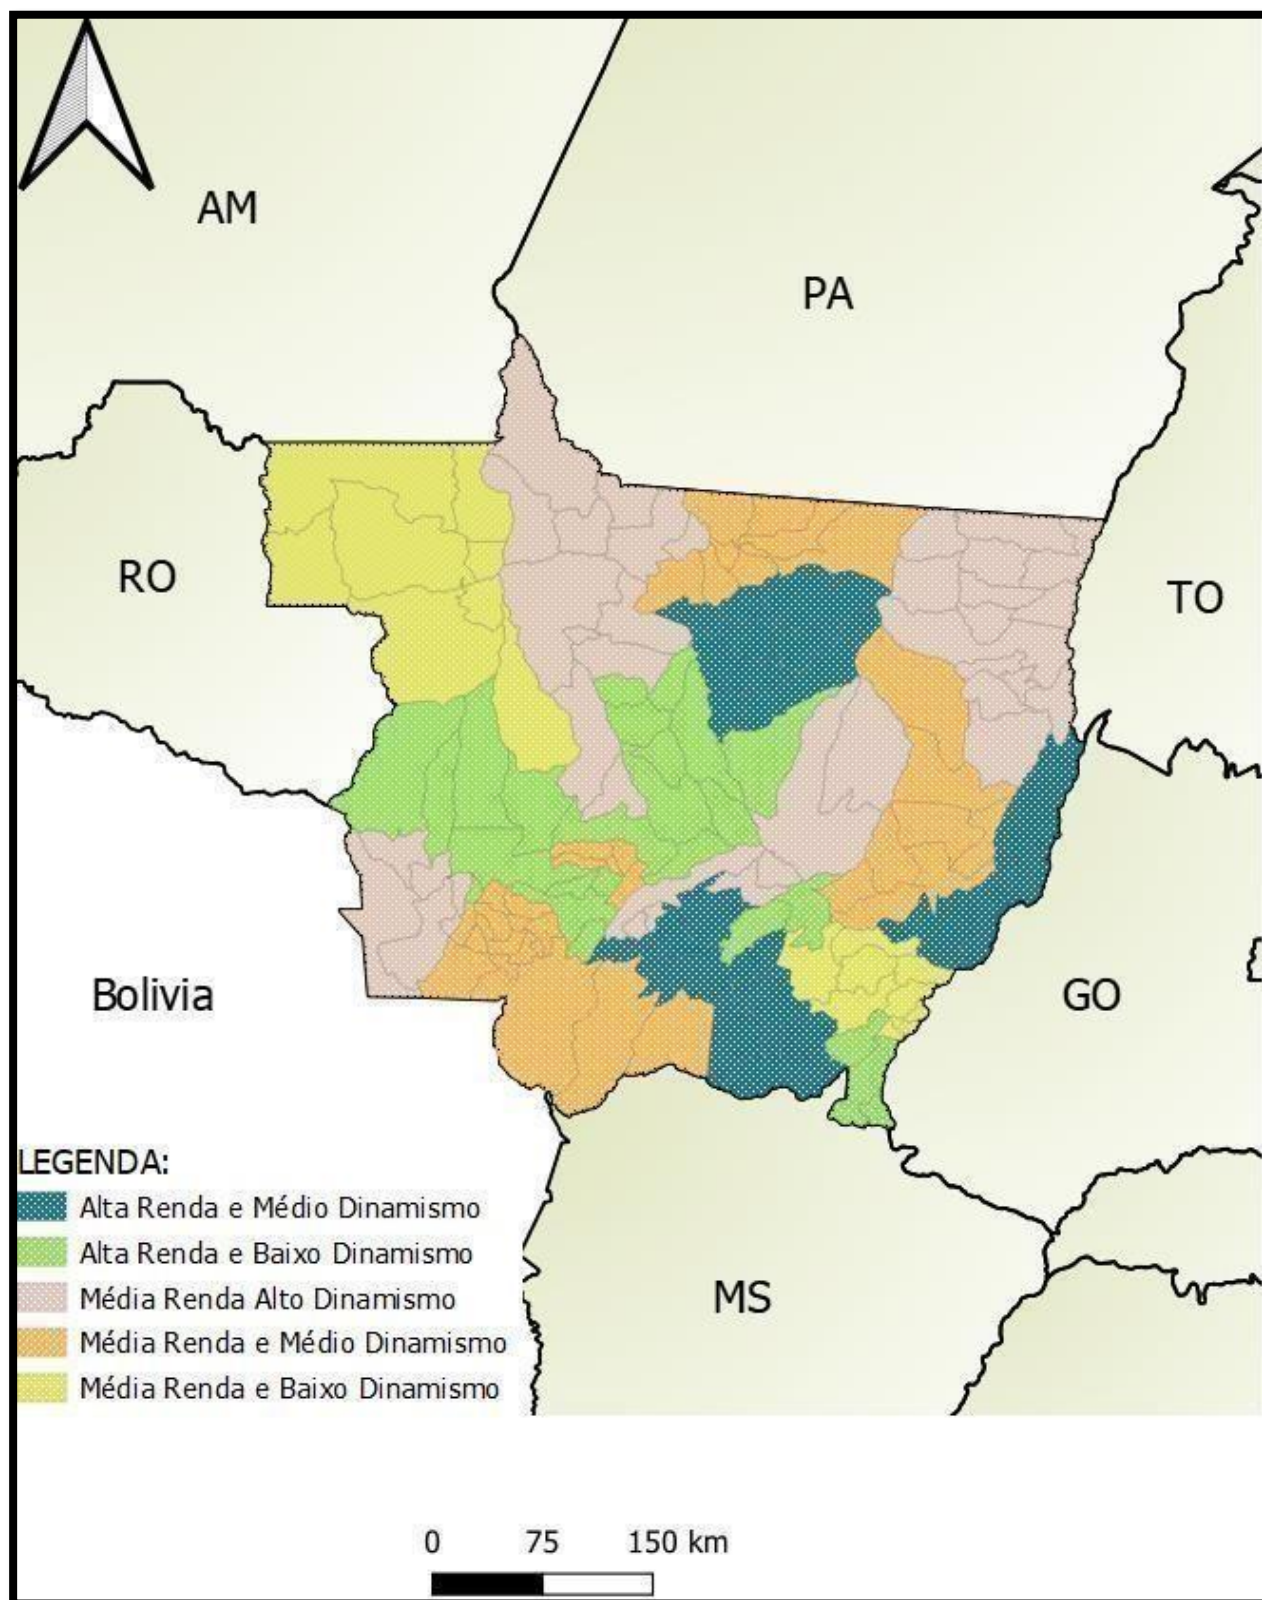 AM
PA
RO
TO
Bolivia
GO
LEGENDA:
Alta Renda e Médio Dinamismo
Alta Renda e Baixo Dinamismo
Média Renda Alto Dinamismo
Média Renda e Médio Dinamismo
Média Renda e Baixo Dinamismo
MS
0 75 150 km